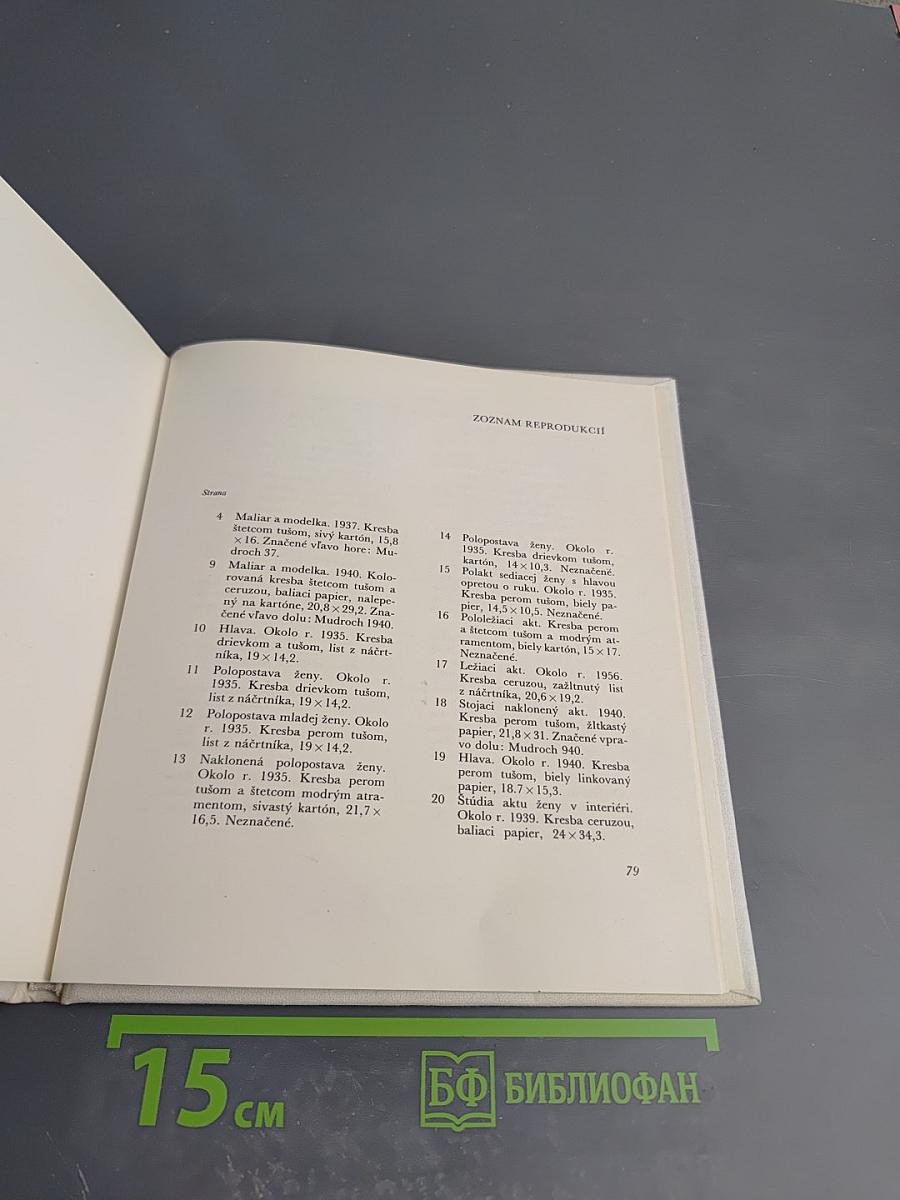 ZOZNAM REPRODUKCIÍ
Strana
4 Maliar a modelka. 1937. Kresba
štetcom tušom, sivý kartón, 15,8
×16. Značené vľavo hore: Mu-
droch 37.
9 Maliar a modelka. 1940. Kolo-
rovaná kresba štetcom tušom a
ceruzou, baliaci papier, nalepe-
ný na kartóne, 20,8×29,2. Zna-
čené vľavo dolu: Mudroch 1940.
10 Hlava. Okolo r. 1935. Kresba
drievkom a tušom, list z náčrt-
níka, 19×14,2.
11 Polopostava ženy. Okolo r.
1935. Kresba drievkom tušom,
list z náčrtníka, 19×14,2.
12 Polopostava mladej ženy. Okolo
r. 1935. Kresba perom tušom,
list z náčrtníka, 19×14,2.
13 Naklonená polopostava ženy.
Okolo r. 1935. Kresba perom
tušom a štetcom modrým atra-
mentom, sivastý kartón, 21,7×
16,5. Neznačené.
14 Polopostava ženy. Okolo r.
1935. Kresba drievkom tušom,
kartón, 14×10,3. Neznačené.
15 Polakt sediacej ženy s hlavou
opretou o ruku. Okolo r. 1935.
Kresba perom tušom, biely pa-
pier, 14,5×10,5. Neznačené.
16 Pololežiaci akt. Kresba perom
a štetcom tušom a modrým at-
ramentom, biely kartón, 15×17.
Neznačené.
17 Ležiaci akt. Okolo r. 1956.
Kresba ceruzou, zažltnutý list
z náčrtníka, 20,6×19,2.
18 Stojaci naklonený akt. 1940.
Kresba perom tušom, žltkastý
papier, 21,8×31. Značené vpra-
vo dolu: Mudroch 940.
19 Hlava. Okolo r. 1940. Kresba
perom tušom, biely linkovaný
papier, 18.7×15,3.
20 Štúdia aktu ženy v interiéri.
Okolo r. 1939. Kresba ceruzou,
baliaci papier, 24×34,3.
79
15 см
БФ БИБЛИОФАН